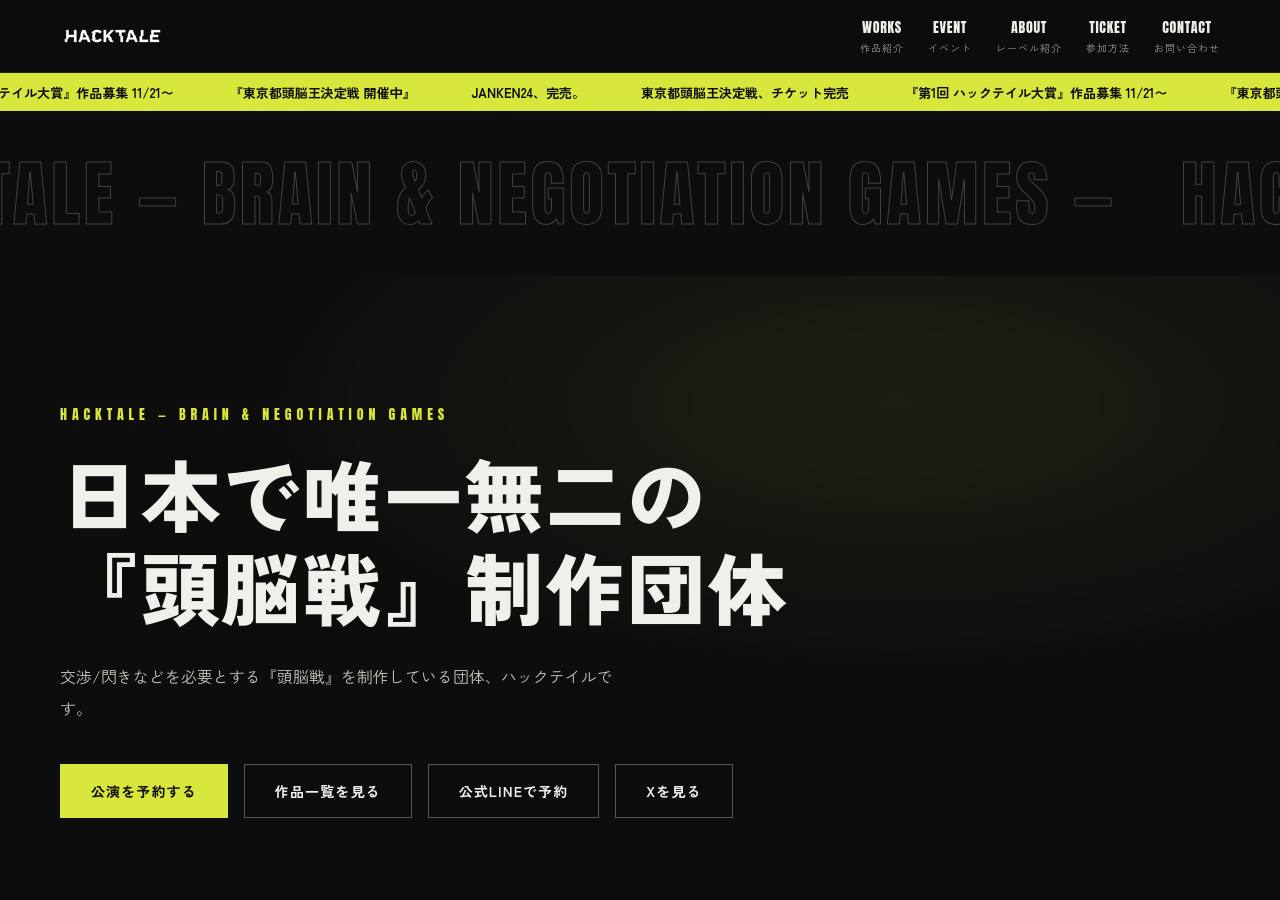 HACKTALE
WORKS EVENT ABOUT TICKET CONTACT
作品紹介 イベント レーベル紹介 参加方法 お問い合わせ
テイル大賞』作品募集 11/21〜 『東京都頭脳王決定戦 開催中』 JANKEN24、完売。 東京都頭脳王決定戦、チケット完売 『第1回 ハックテイル大賞』作品募集 11/21〜 『東京都
TALE — BRAIN & NEGOTIATION GAMES — HAC
HACKTALE — BRAIN & NEGOTIATION GAMES
日本で唯一無二の
『頭脳戦』制作団体
交渉/閃きなどを必要とする『頭脳戦』を制作している団体、ハックテイルで
す。
公演を予約する 作品一覧を見る 公式LINEで予約 Xを見る